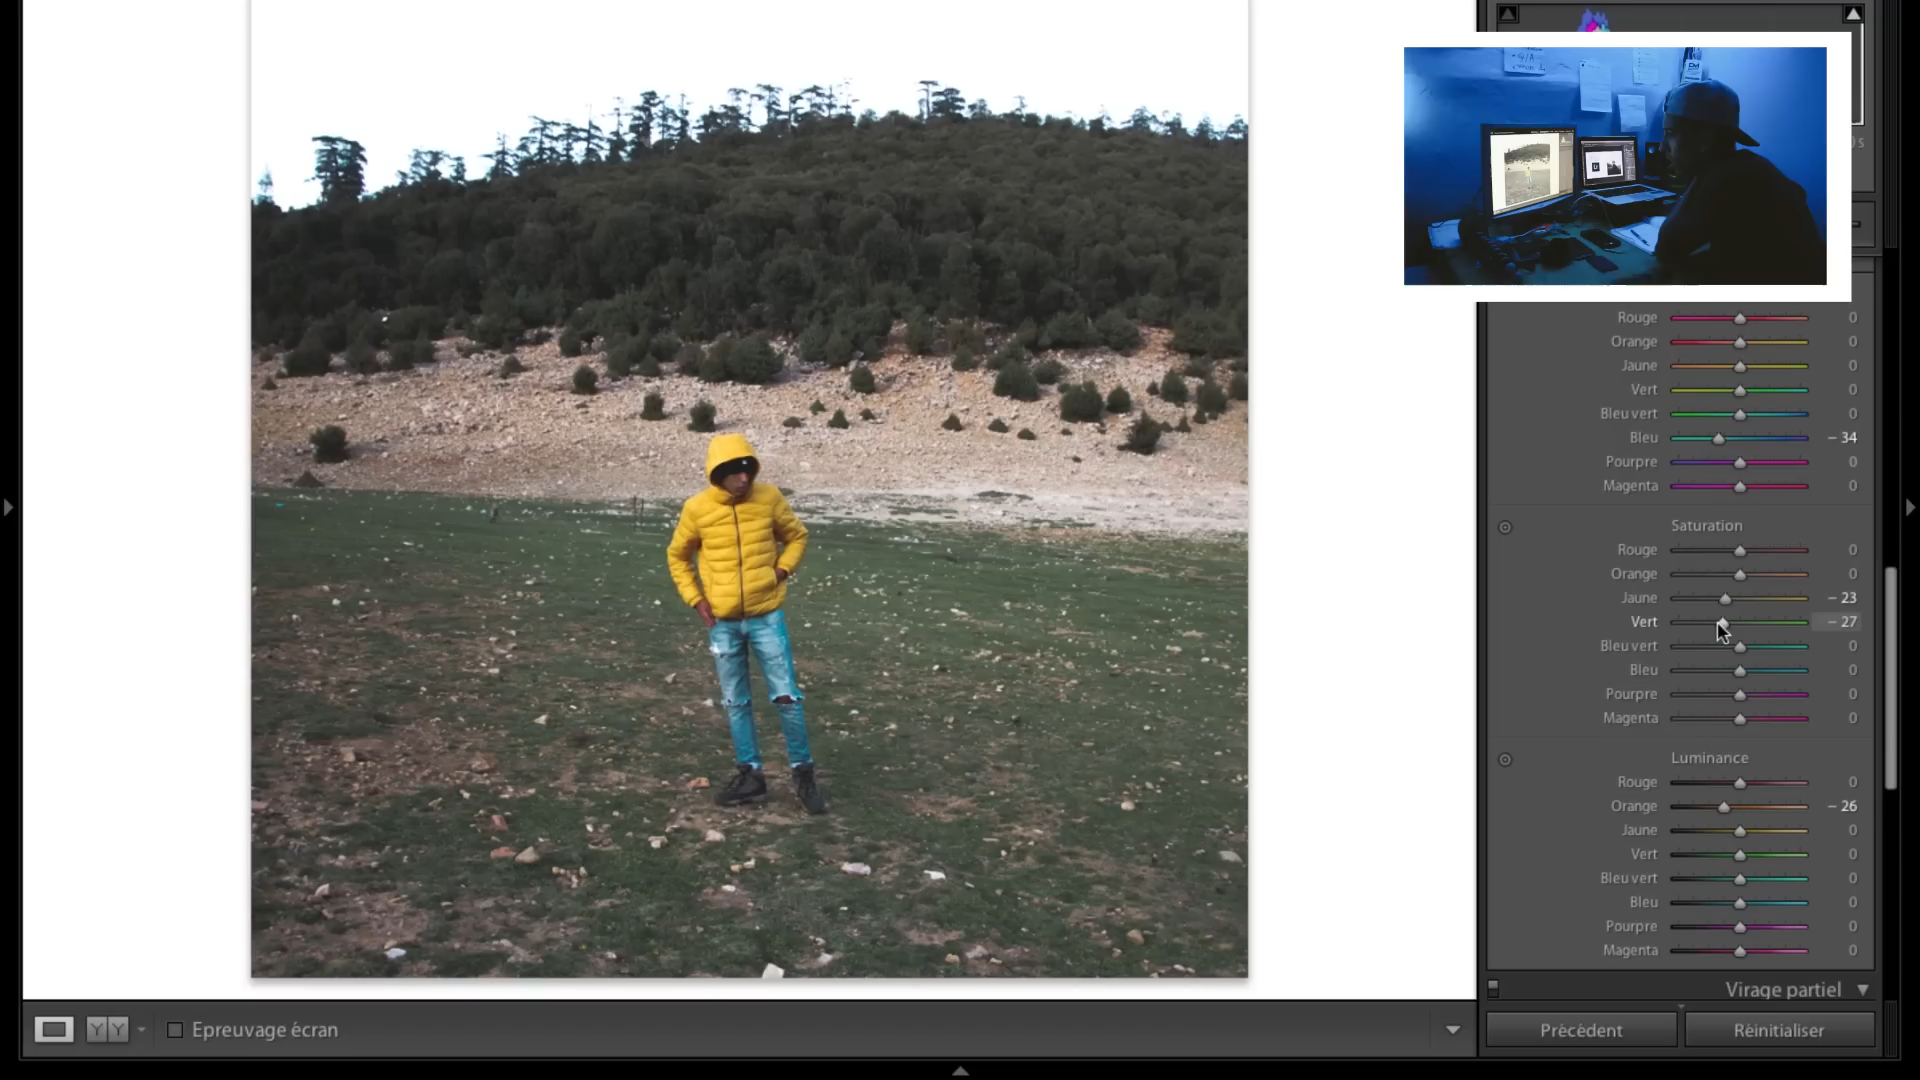 Rouge 0
Orange 0
Jaune 0
Vert 0
Bleu vert 0
Bleu – 34
Pourpre 0
Magenta 0
Saturation
Rouge 0
Orange 0
Jaune – 23
Vert – 27
Bleu vert 0
Bleu 0
Pourpre 0
Magenta 0
Luminance
Rouge 0
Orange – 26
Jaune 0
Vert 0
Bleu vert 0
Bleu 0
Pourpre 0
Magenta 0
Virage partiel
Y Y Epreuvage écran
Précédent Réinitialiser